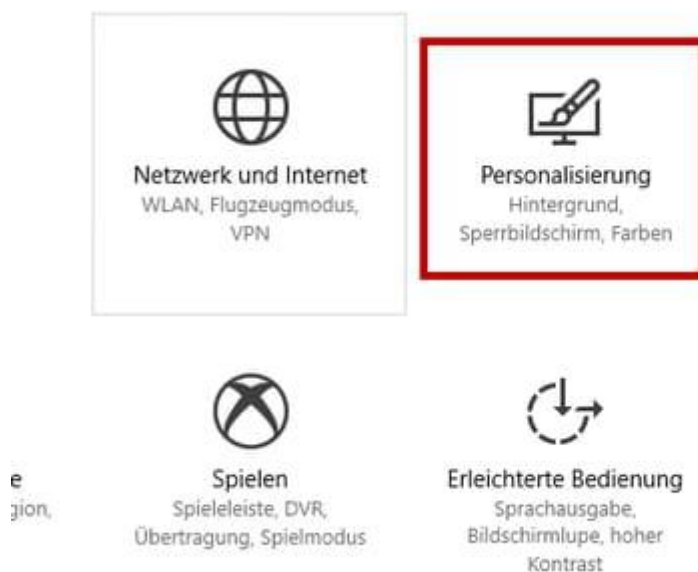 Netzwerk und Internet
WLAN, Flugzeugmodus,
VPN
Personalisierung
Hintergrund,
Sperrbildschirm, Farben
e
gion,
Spielen
Spieleleiste, DVR,
Übertragung, Spielmodus
Erleichterte Bedienung
Sprachausgabe,
Bildschirmlupe, hoher
Kontrast